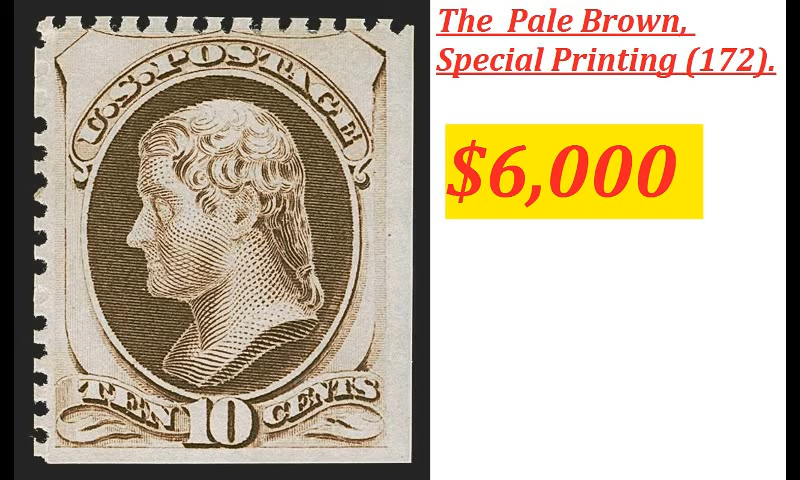 U.S. POSTAGE
TEN 10 CENTS
The Pale Brown,
Special Printing (172).
$6,000